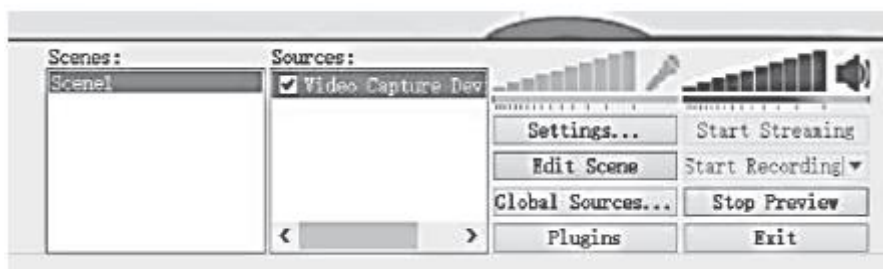 Scenes:
Sources:
Scene1
Video Capture Dev
Settings...
Start Streaming
Edit Scene
Start Recording
Global Sources...
Stop Preview
Plugins
Exit